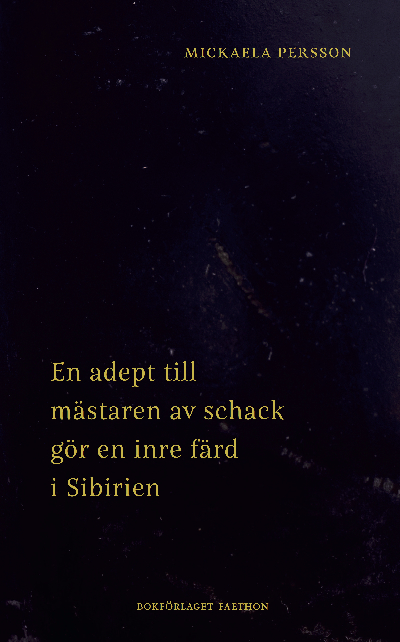 MICKAELA PERSSON
En adept till
mästaren av schack
gör en inre färd
i Sibirien
BOKFÖRLAGET FAETHON